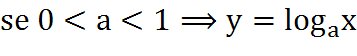 se 0 < a < 1 ⟹ y = logₐx